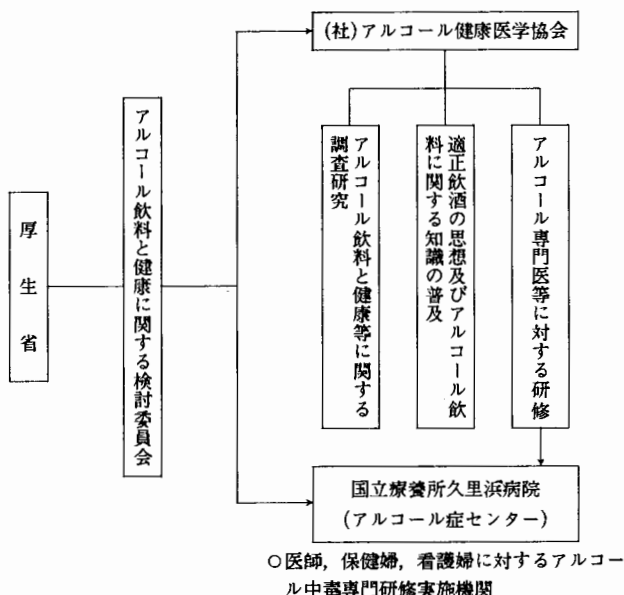 (社)アルコール健康医学協会
厚生省
アルコール飲料と健康に関する検討委員会
アルコール飲料と健康等に関する
調査研究
適正飲酒の思想及びアルコール飲
料に関する知識の普及
アルコール専門医等に対する研修
国立療養所久里浜病院
(アルコール症センター)
○医師,保健婦,看護婦に対するアルコー
ル中毒専門研修実施機関